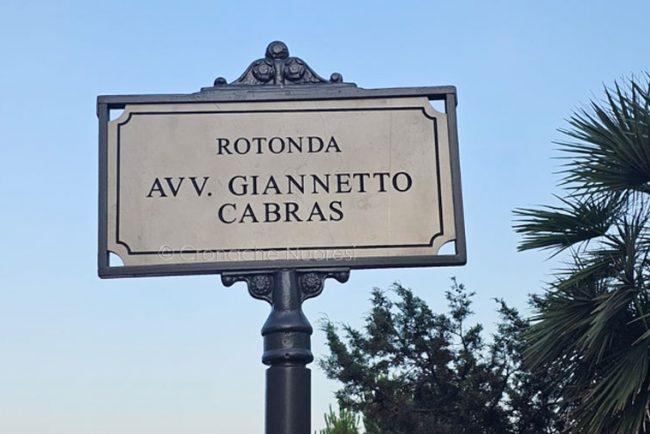 ROTONDA
AVV. GIANNETTO
CABRAS
© Cronache Nuoresi